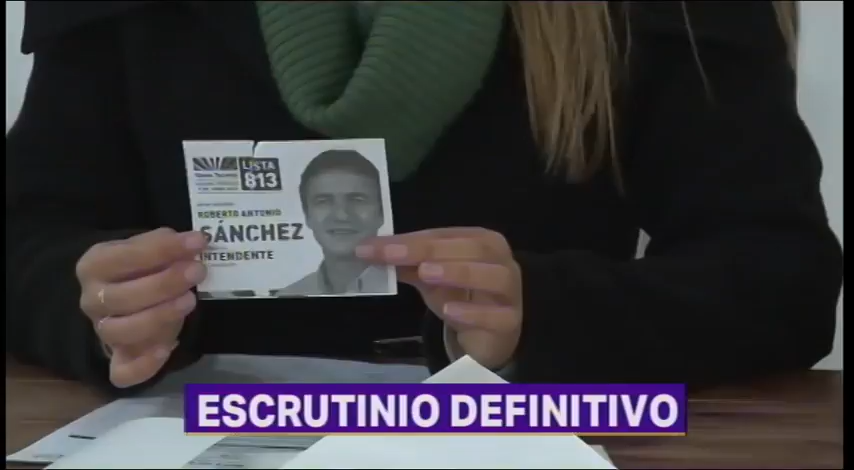 LISTA
813
ROBERTO ANTONIO
SÁNCHEZ
INTENDENTE
ESCRUTINIO DEFINITIVO